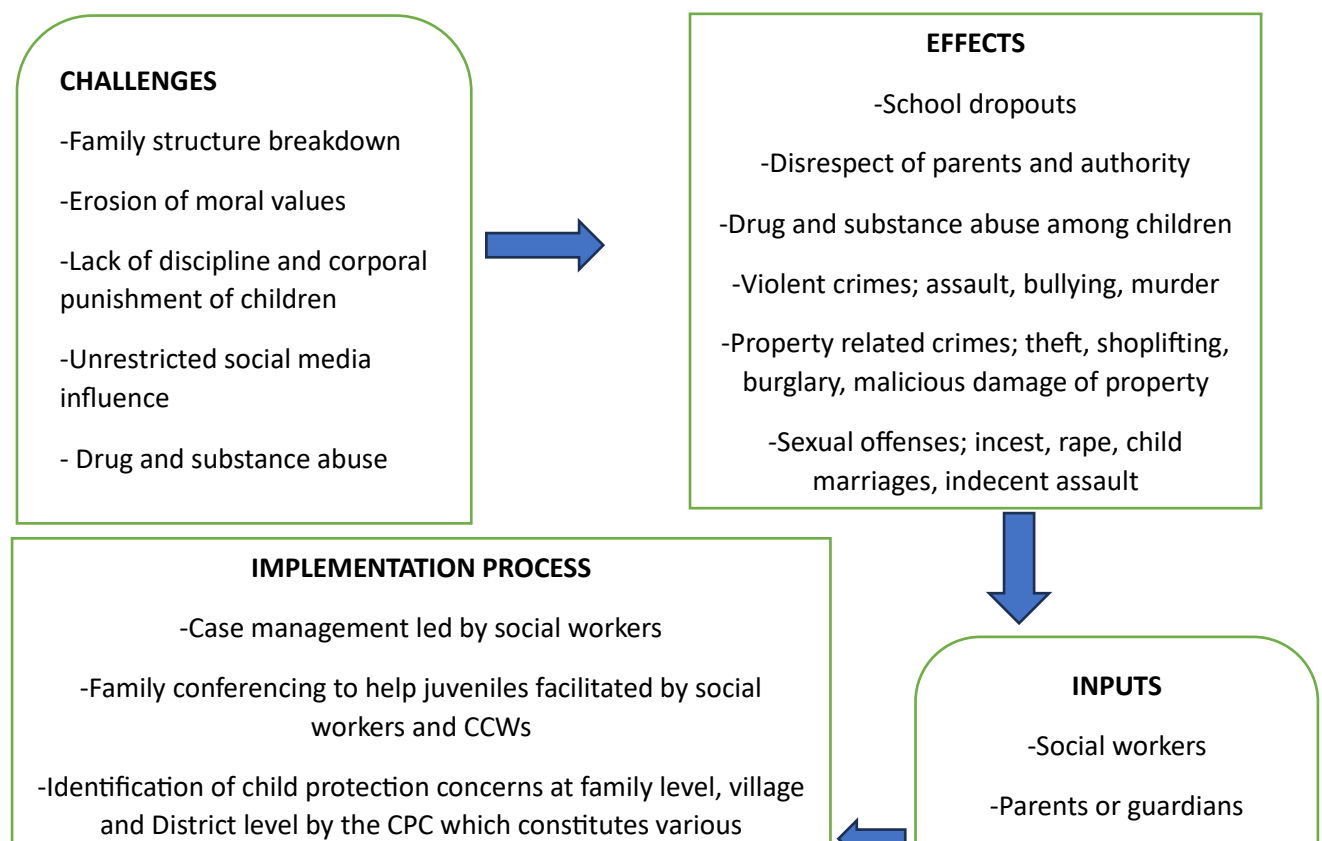 CHALLENGES
-Family structure breakdown
-Erosion of moral values
-Lack of discipline and corporal
punishment of children
-Unrestricted social media
influence
- Drug and substance abuse
EFFECTS
-School dropouts
-Disrespect of parents and authority
-Drug and substance abuse among children
-Violent crimes; assault, bullying, murder
-Property related crimes; theft, shoplifting,
burglary, malicious damage of property
-Sexual offenses; incest, rape, child
marriages, indecent assault
INPUTS
-Social workers
-Parents or guardians
IMPLEMENTATION PROCESS
-Case management led by social workers
-Family conferencing to help juveniles facilitated by social
workers and CCWs
-Identification of child protection concerns at family level, village
and District level by the CPC which constitutes various